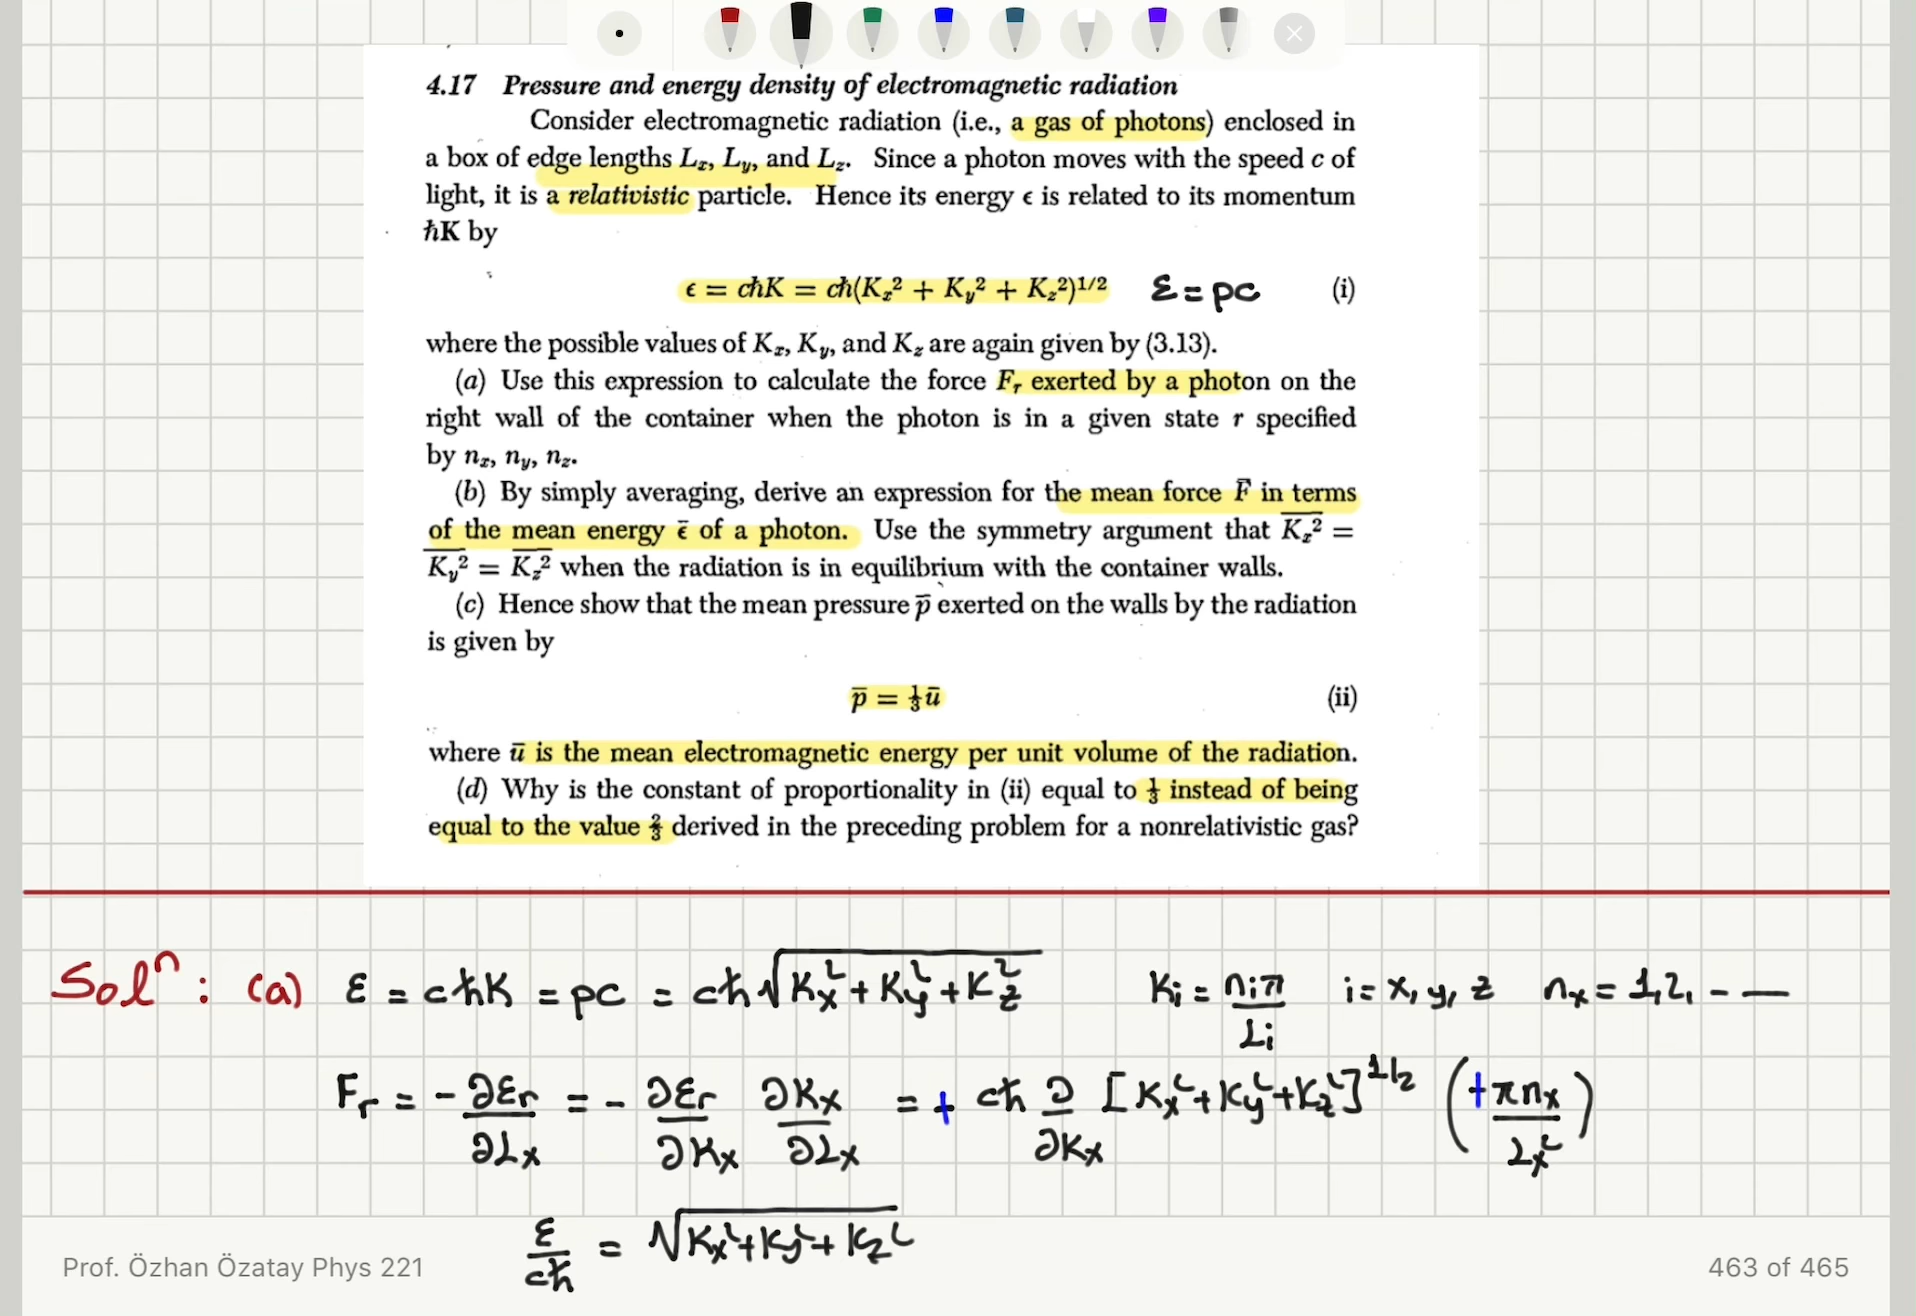 4.17 Pressure and energy density of electromagnetic radiation
Consider electromagnetic radiation (i.e., a gas of photons) enclosed in
a box of edge lengths Lx, Ly, and Lz. Since a photon moves with the speed c of
light, it is a relativistic particle. Hence its energy ϵ is related to its momentum
ℏK by
ϵ = cℏK = cℏ(Kx² + Ky² + Kz²)^1/2 ε = pc (i)
where the possible values of Kx, Ky, and Kz are again given by (3.13).
(a) Use this expression to calculate the force Fr exerted by a photon on the
right wall of the container when the photon is in a given state r specified
by nx, ny, nz.
(b) By simply averaging, derive an expression for the mean force F̄ in terms
of the mean energy ϵ̄ of a photon. Use the symmetry argument that \overline{Kx²} =
\overline{Ky²} = \overline{Kz²} when the radiation is in equilibrium with the container walls.
(c) Hence show that the mean pressure p̄ exerted on the walls by the radiation
is given by
p̄ = ⅓ū (ii)
where ū is the mean electromagnetic energy per unit volume of the radiation.
(d) Why is the constant of proportionality in (ii) equal to ⅓ instead of being
equal to the value ⅔ derived in the preceding problem for a nonrelativistic gas?
Solⁿ : (a) ε = cℏK = pc = cℏ√(Kx² + Ky² + Kz²) Ki = niπ/Li i = x, y, z nx = 1, 2, - —
Fr = - ∂εr/∂Lx = - ∂εr/∂Kx ∂Kx/∂Lx = + cℏ ∂/∂Kx [Kx² + Ky² + Kz²]^1/2 (+πnx/Lx²)
ε/cℏ = √(Kx² + Ky² + Kz²)
Prof. Özhan Özatay Phys 221
463 of 465